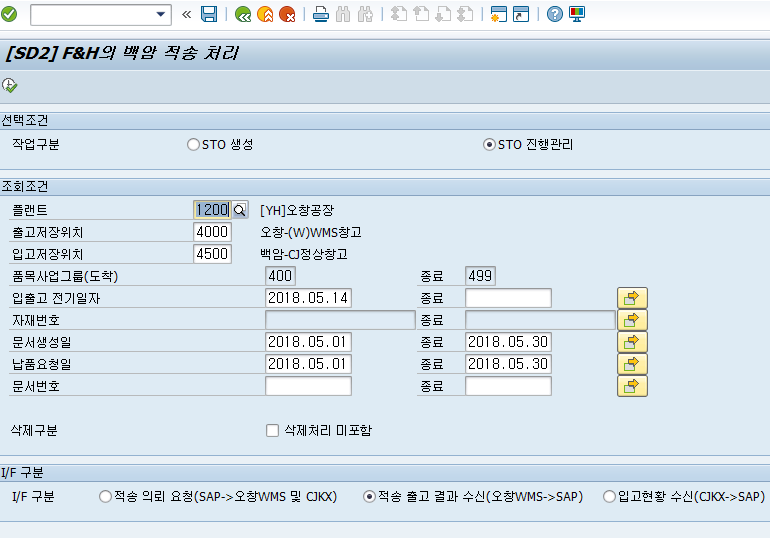 [SD2] F&H의 백암 적송 처리
선택조건
작업구분 STO 생성 STO 진행관리
조회조건
플랜트 1200 [YH]오창공장
출고저장위치 4000 오창-(W)WMS창고
입고저장위치 4500 백암-CJ정상창고
품목사업그룹(도착) 400 종료 499
입출고 전기일자 2018.05.14 종료
자재번호 종료
문서생성일 2018.05.01 종료 2018.05.30
납품요청일 2018.05.01 종료 2018.05.30
문서번호 종료
삭제구분 삭제처리 미포함
I/F 구분
I/F 구분 적송 의뢰 요청(SAP->오창WMS 및 CJKX) 적송 출고 결과 수신(오창WMS->SAP) 입고현황 수신(CJKX->SAP)